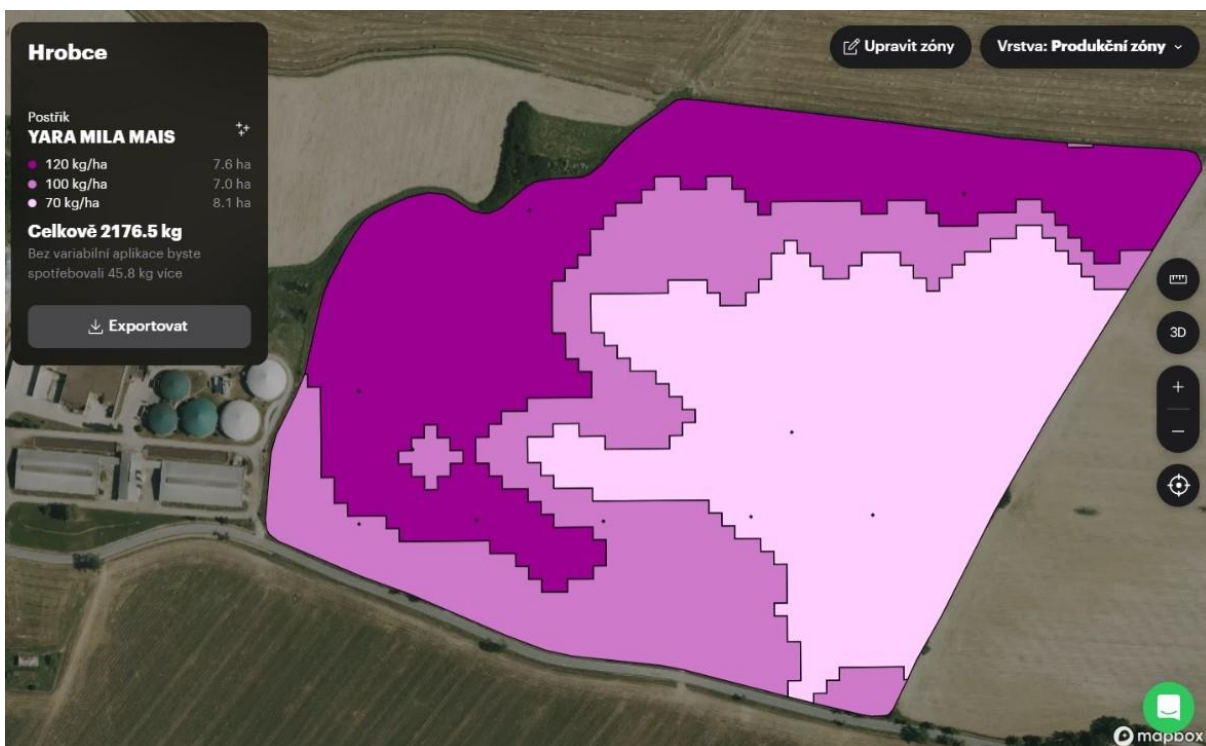 Hrobce
Postřik
YARA MILA MAIS
120 kg/ha 7.6 ha
100 kg/ha 7.0 ha
70 kg/ha 8.1 ha
Celkově 2176.5 kg
Bez variabilní aplikace byste
spotřebovali 45.8 kg více
Exportovat
Upravit zóny
Vrstva: Produkční zóny
3D
+
−
mapbox